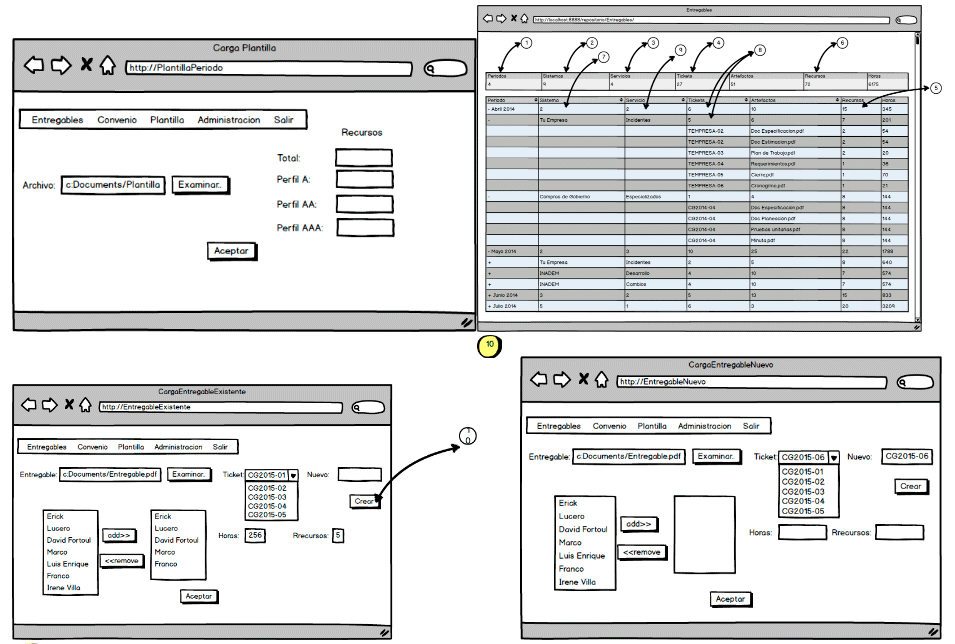 Carga Plantilla
http://PlantillaPeriodo
Entregables Convenio Plantilla Administracion Salir
Recursos
Total:
Perfil A:
Archivo: c:Documents/Plantilla Examinar..
Perfil AA:
Perfil AAA:
Aceptar
Entregables
http://localhost:8888/repositorio/Entregables/
1 2 3 4 6
7 9 8
5
Periodos Sistemas Servicios Tickets Artefactos Recursos Horas
4 9 4 27 51 72 6175
Periodo Sistema Servicio Tickets Artefactos Recursos Horas
- Abril 2014 2 2 6 10 15 345
- Tu Empresa Incidentes 5 6 7 201
TEMPRESA-02 Doc Especificacion.pdf 2 54
TEMPRESA-02 Doc Estimacion.pdf 2 54
TEMPRESA-03 Plan de Trabajo.pdf 2 20
TEMPRESA-04 Requerimientos.pdf 1 36
TEMPRESA-05 Cierre.pdf 1 70
TEMPRESA-06 Cronograma.pdf 1 21
Compras de Gobierno Especializados 1 4 8 144
CG2014-04 Doc Especificacion.pdf 8 144
CG2014-04 Doc Planeación.pdf 8 144
CG2014-04 Pruebas unitarias.pdf 8 144
CG2014-04 Minuta.pdf 8 144
- Mayo 2014 2 3 10 25 22 1788
+ Tu Empresa Incidentes 2 5 8 640
+ INADEM Desarrollo 4 10 7 574
+ INADEM Cambios 4 10 7 574
+ Junio 2014 3 2 5 13 15 833
+ Julio 2014 5 1 6 3 20 3209
10
CargaEntregableExistente
http://EntregableExistente
Entregables Convenio Plantilla Administracion Salir
Entregable: c:Documents/Entregable.pdf Examinar.. Ticket: CG2015-01 Nuevo:
CG2015-02
CG2015-03
CG2015-04
CG2015-05
Crear
10
Erick
Lucero
David Fortoul
Marco
Luis Enrique
Franco
Irene Villa
add>>
<<remove
Erick
Lucero
David Fortoul
Marco
Franco
Horas: 256 Rrecursos: 5
Aceptar
CargaEntregableNuevo
http://EntregableNuevo
Entregables Convenio Plantilla Administracion Salir
Entregable: c:Documents/Entregable.pdf Examinar.. Ticket: CG2015-06 Nuevo: CG2015-06
CG2015-01
CG2015-02
CG2015-03
CG2015-04
CG2015-05
Crear
Erick
Lucero
David Fortoul
Marco
Luis Enrique
Franco
Irene Villa
add>>
<<remove
Horas: Rrecursos:
Aceptar